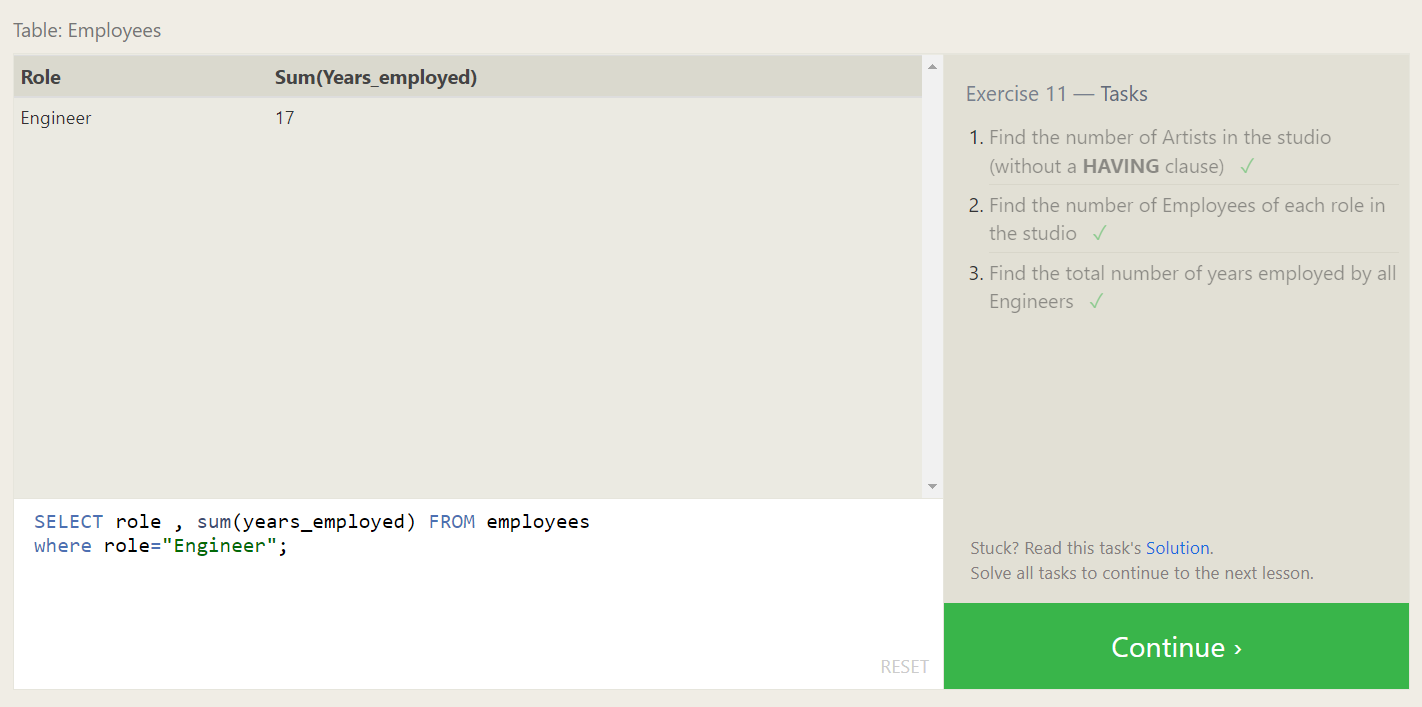 Table: Employees
Role Sum(Years_employed)
Engineer 17
SELECT role , sum(years_employed) FROM employees
where role="Engineer";
RESET
Exercise 11 — Tasks
1. Find the number of Artists in the studio
(without a HAVING clause) ✓
2. Find the number of Employees of each role in
the studio ✓
3. Find the total number of years employed by all
Engineers ✓
Stuck? Read this task's Solution.
Solve all tasks to continue to the next lesson.
Continue ›